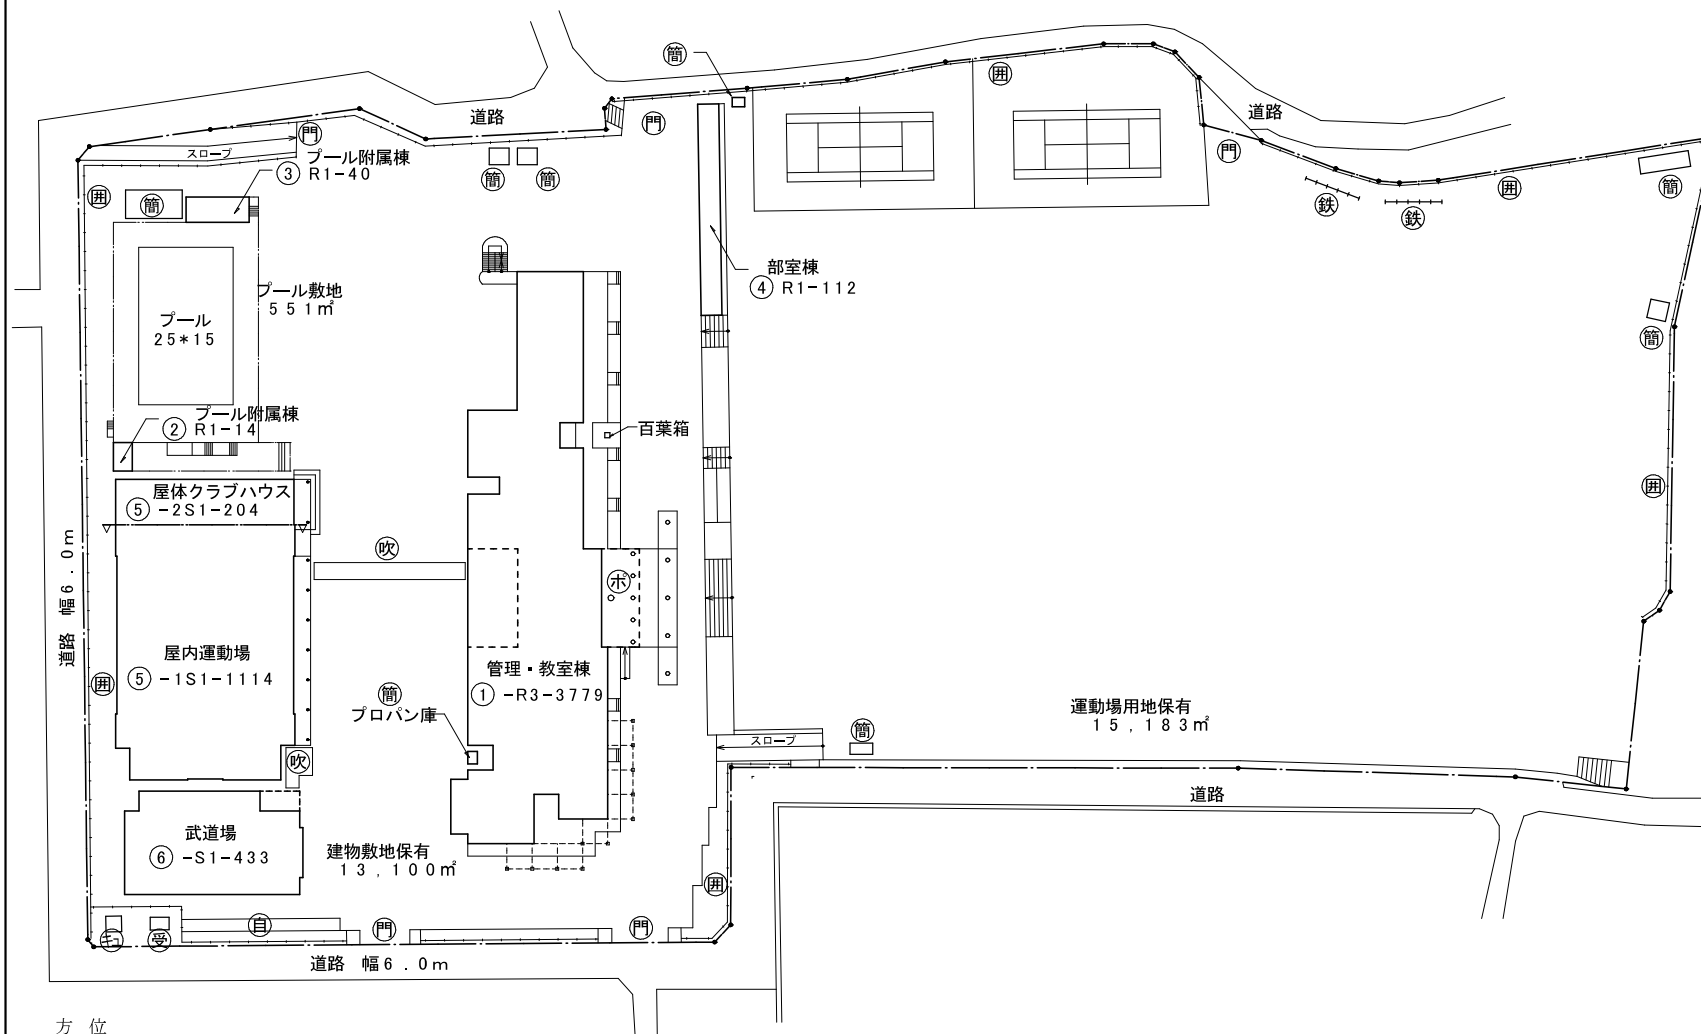 簡
囲
道路
門
道路
門
スロープ
プール附属棟
③ R1-40
門
囲
簡
簡
簡
鉄
鉄
囲
簡
部室棟
④ R1-112
プール敷地
551㎡
プール
25*15
簡
プール附属棟
② R1-14
百葉箱
囲
屋体クラブハウス
⑤ -2S1-204
道路 幅6.0m
吹
ポ
屋内運動場
⑤ -1S1-1114
囲
管理・教室棟
① -R3-3779
簡
プロパン庫
運動場用地保有
15,183㎡
簡
スロープ
吹
道路
武道場
⑥ -S1-433
建物敷地保有
13,100㎡
囲
自
門
門
キュ
受
道路 幅6.0m
方位